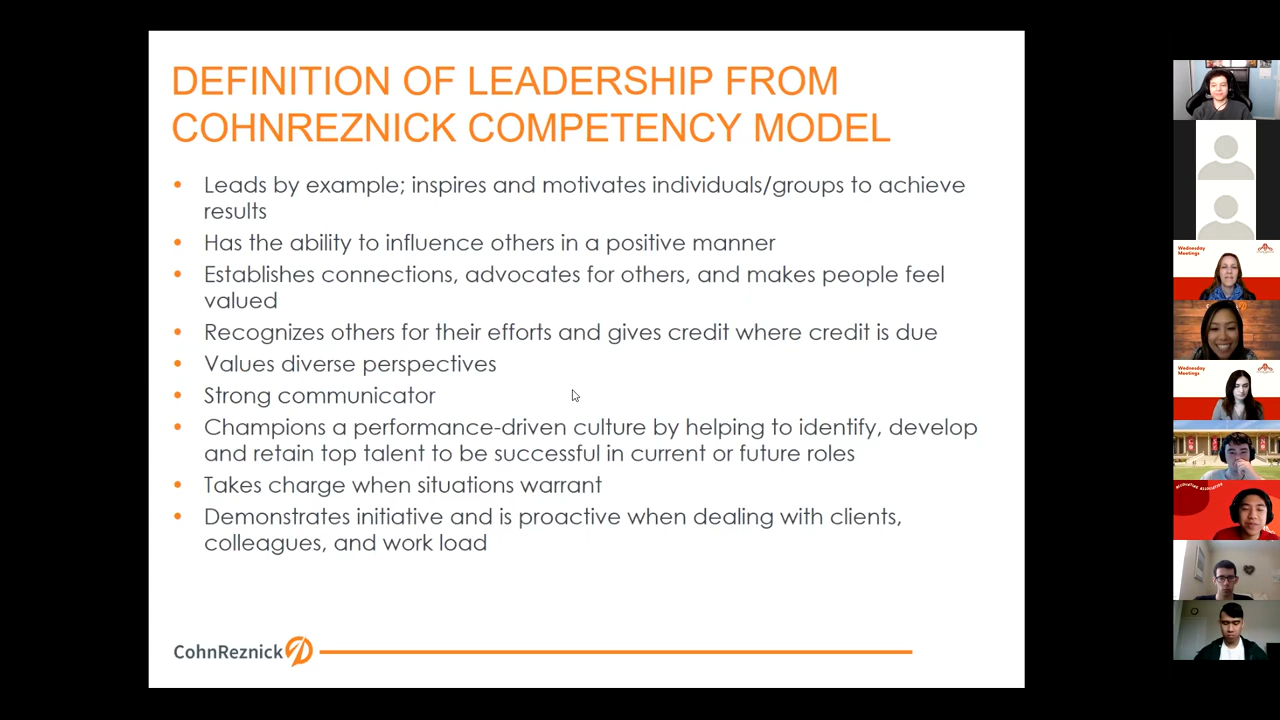 DEFINITION OF LEADERSHIP FROM
COHNREZNICK COMPETENCY MODEL
• Leads by example; inspires and motivates individuals/groups to achieve
results
• Has the ability to influence others in a positive manner
• Establishes connections, advocates for others, and makes people feel
valued
• Recognizes others for their efforts and gives credit where credit is due
• Values diverse perspectives
• Strong communicator
• Champions a performance-driven culture by helping to identify, develop
and retain top talent to be successful in current or future roles
• Takes charge when situations warrant
• Demonstrates initiative and is proactive when dealing with clients,
colleagues, and work load
CohnReznick
Wednesday
Meetings
Wednesday
Meetings